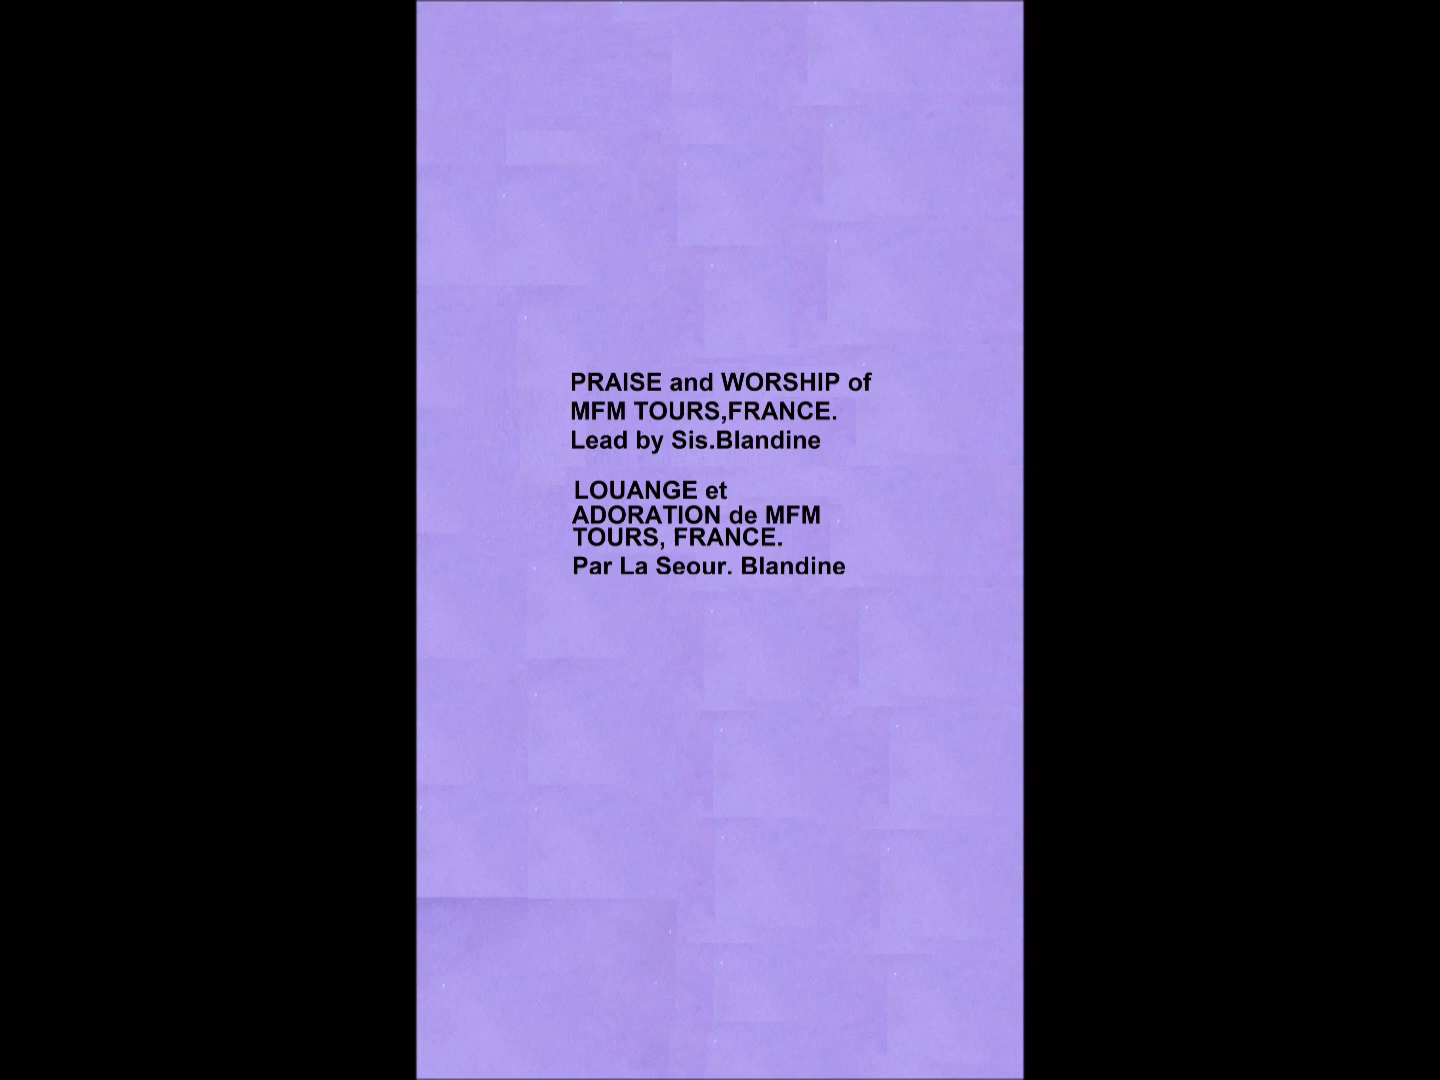 PRAISE and WORSHIP of
MFM TOURS,FRANCE.
Lead by Sis.Blandine
LOUANGE et
ADORATION de MFM
TOURS, FRANCE.
Par La Seour. Blandine